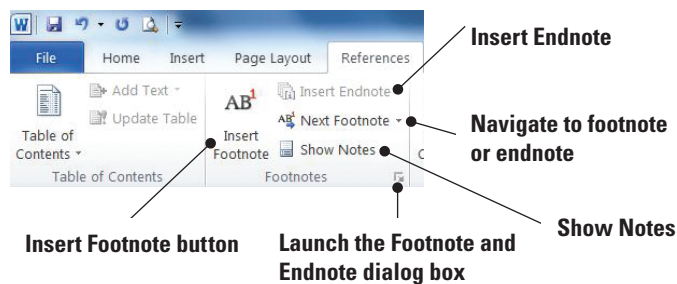 W
File Home Insert Page Layout References
Table of
Contents
Add Text
Update Table
Table of Contents
AB1
Insert
Footnote
Insert Endnote
AB1 Next Footnote
Show Notes
Footnotes
Insert Endnote
Navigate to footnote
or endnote
Show Notes
Insert Footnote button
Launch the Footnote and
Endnote dialog box